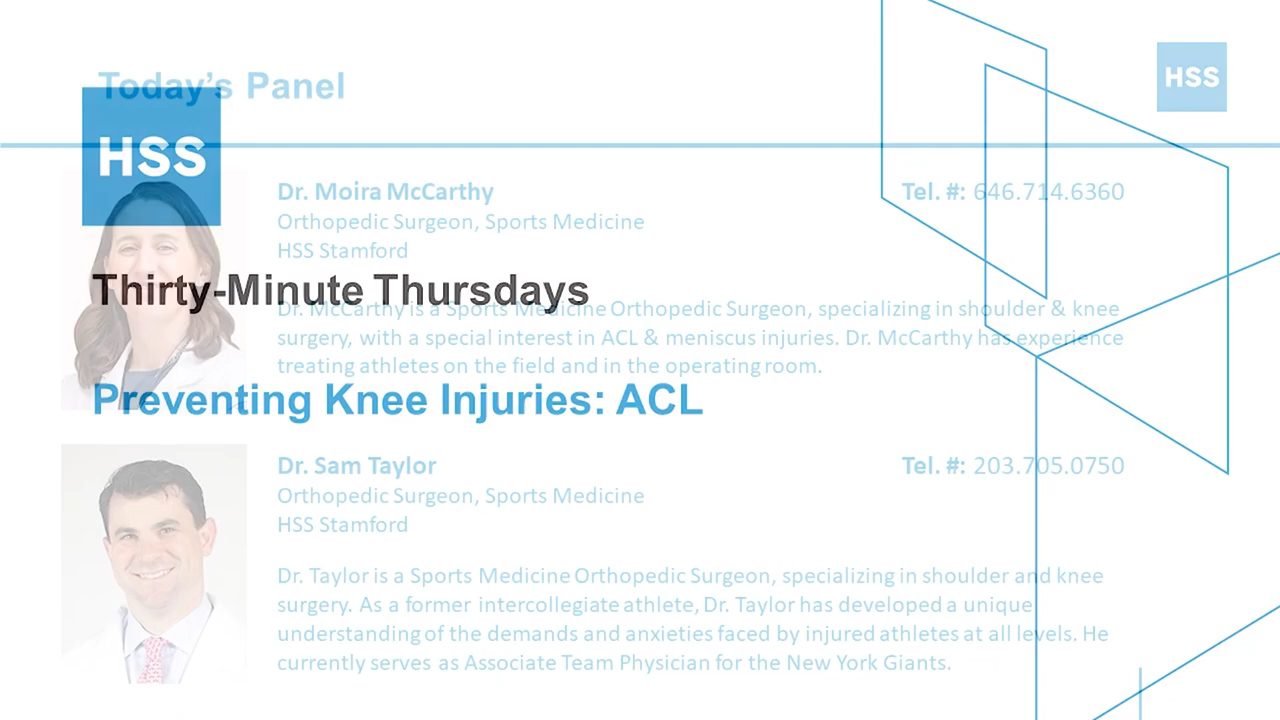 Today's Panel
HSS
HSS
Dr. Moira McCarthy
Tel. #: 646.714.6360
Orthopedic Surgeon, Sports Medicine
HSS Stamford
Thirty-Minute Thursdays
Dr. McCarthy is a Sports Medicine Orthopedic Surgeon, specializing in shoulder & knee
surgery, with a special interest in ACL & meniscus injuries. Dr. McCarthy has experience
treating athletes on the field and in the operating room.
Preventing Knee Injuries: ACL
Dr. Sam Taylor
Tel. #: 203.705.0750
Orthopedic Surgeon, Sports Medicine
HSS Stamford
Dr. Taylor is a Sports Medicine Orthopedic Surgeon, specializing in shoulder and knee
surgery. As a former intercollegiate athlete, Dr. Taylor has developed a unique
understanding of the demands and anxieties faced by injured athletes at all levels. He
currently serves as Associate Team Physician for the New York Giants.